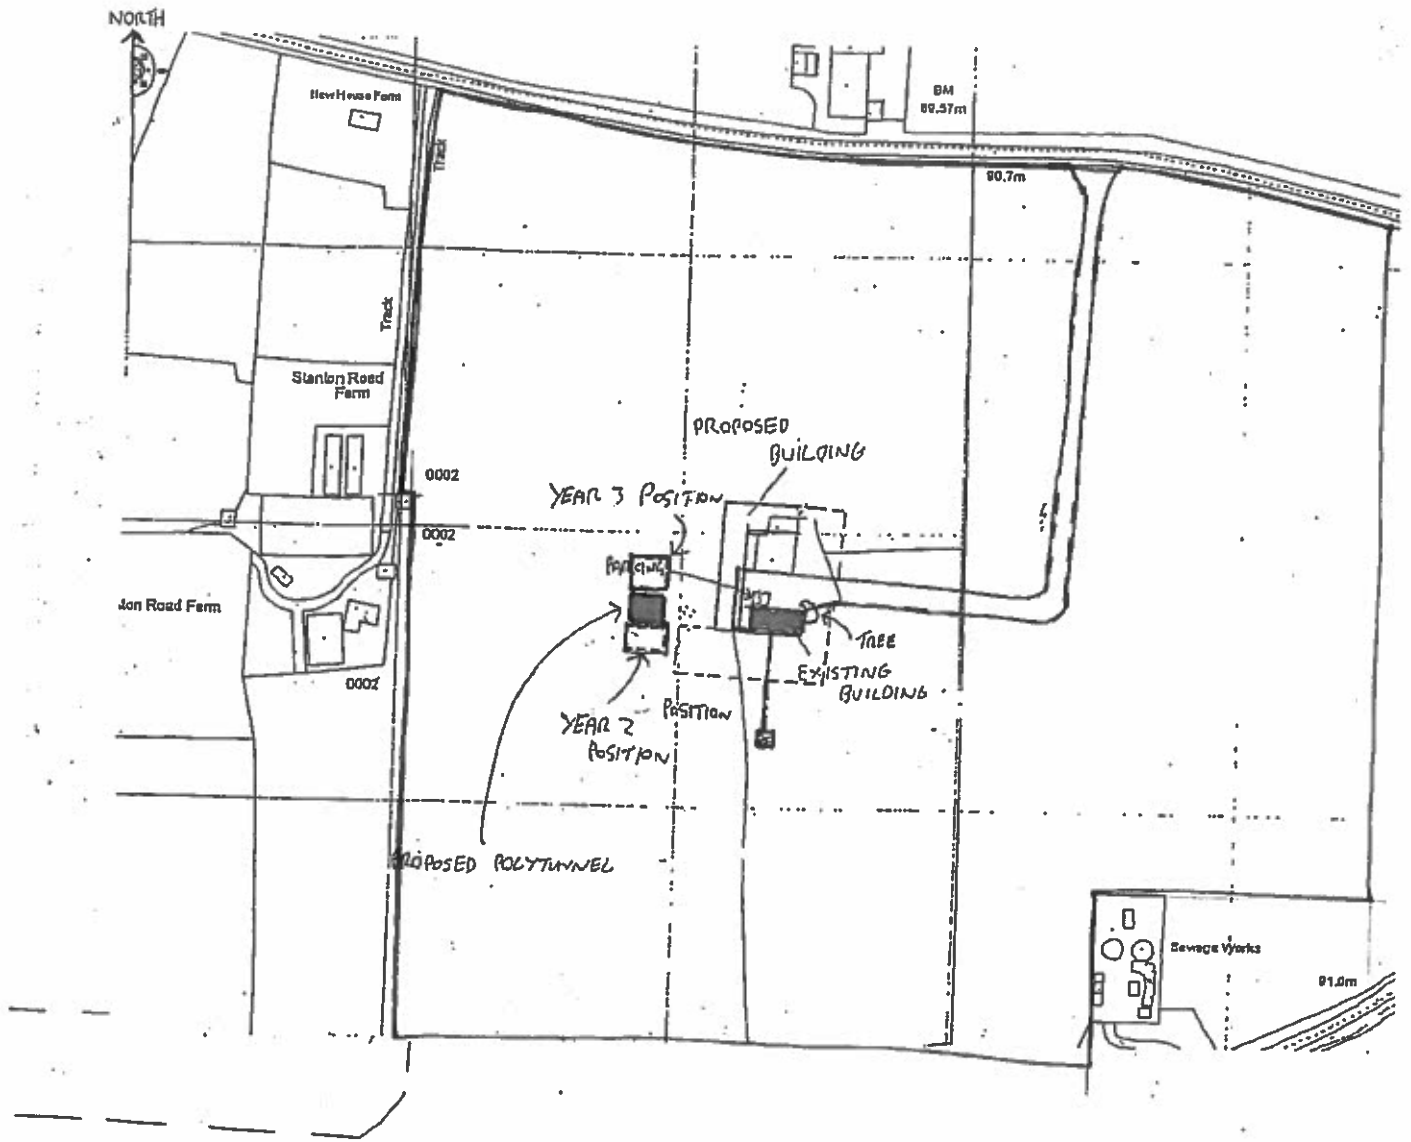 NORTH
New House Farm
BM
89.57m
Track
90.7m
Track
Stanton Road
Farm
PROPOSED
BUILDING
0002
YEAR 3 POSITION
0002
PARKING
ton Road Farm
TREE
EXISTING
BUILDING
0002
POSITION
YEAR 2
POSITION
PROPOSED POLYTUNNEL
Sewage Works
91.0m